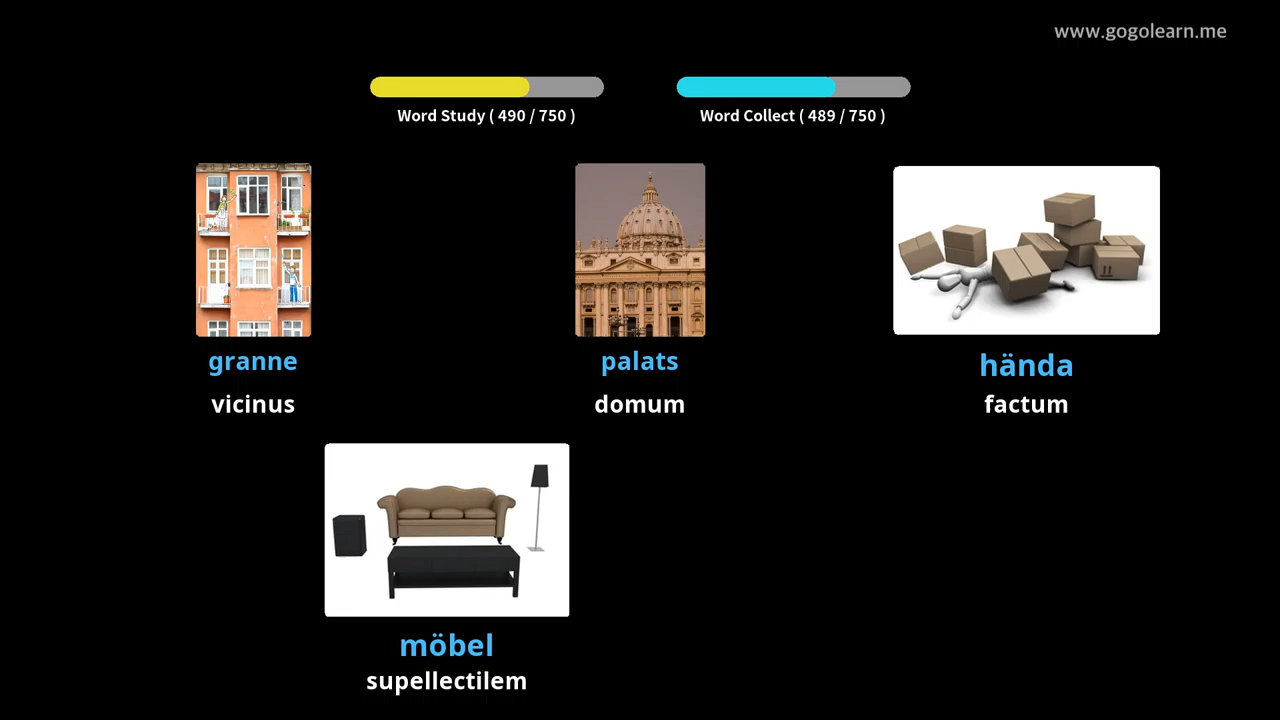 www.gogolearn.me
Word Study ( 490 / 750 )
Word Collect ( 489 / 750 )
granne
vicinus
palats
domum
hända
factum
möbel
supellectilem